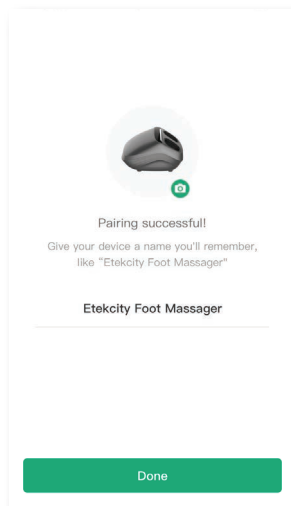 Pairing successful!
Give your device a name you'll remember,
like “Etekcity Foot Massager"
Etekcity Foot Massager
Done